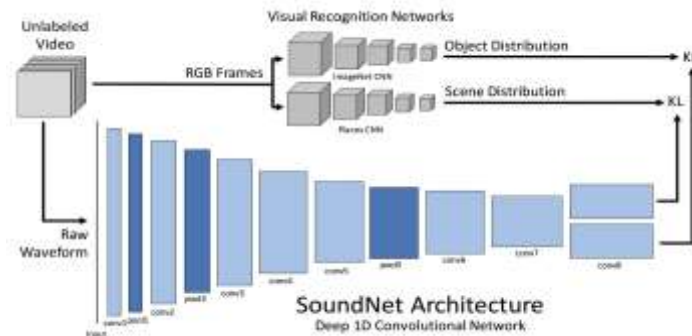 Unlabeled
Video
Visual Recognition Networks
RGB Frames
ImageNet CNN
Object Distribution
Places CNN
Scene Distribution
KL
Raw
Waveform
Input
conv1
pool1
conv2
pool2
conv3
conv4
conv5
pool5
conv6
conv7
conv8
SoundNet Architecture
Deep 1D Convolutional Network